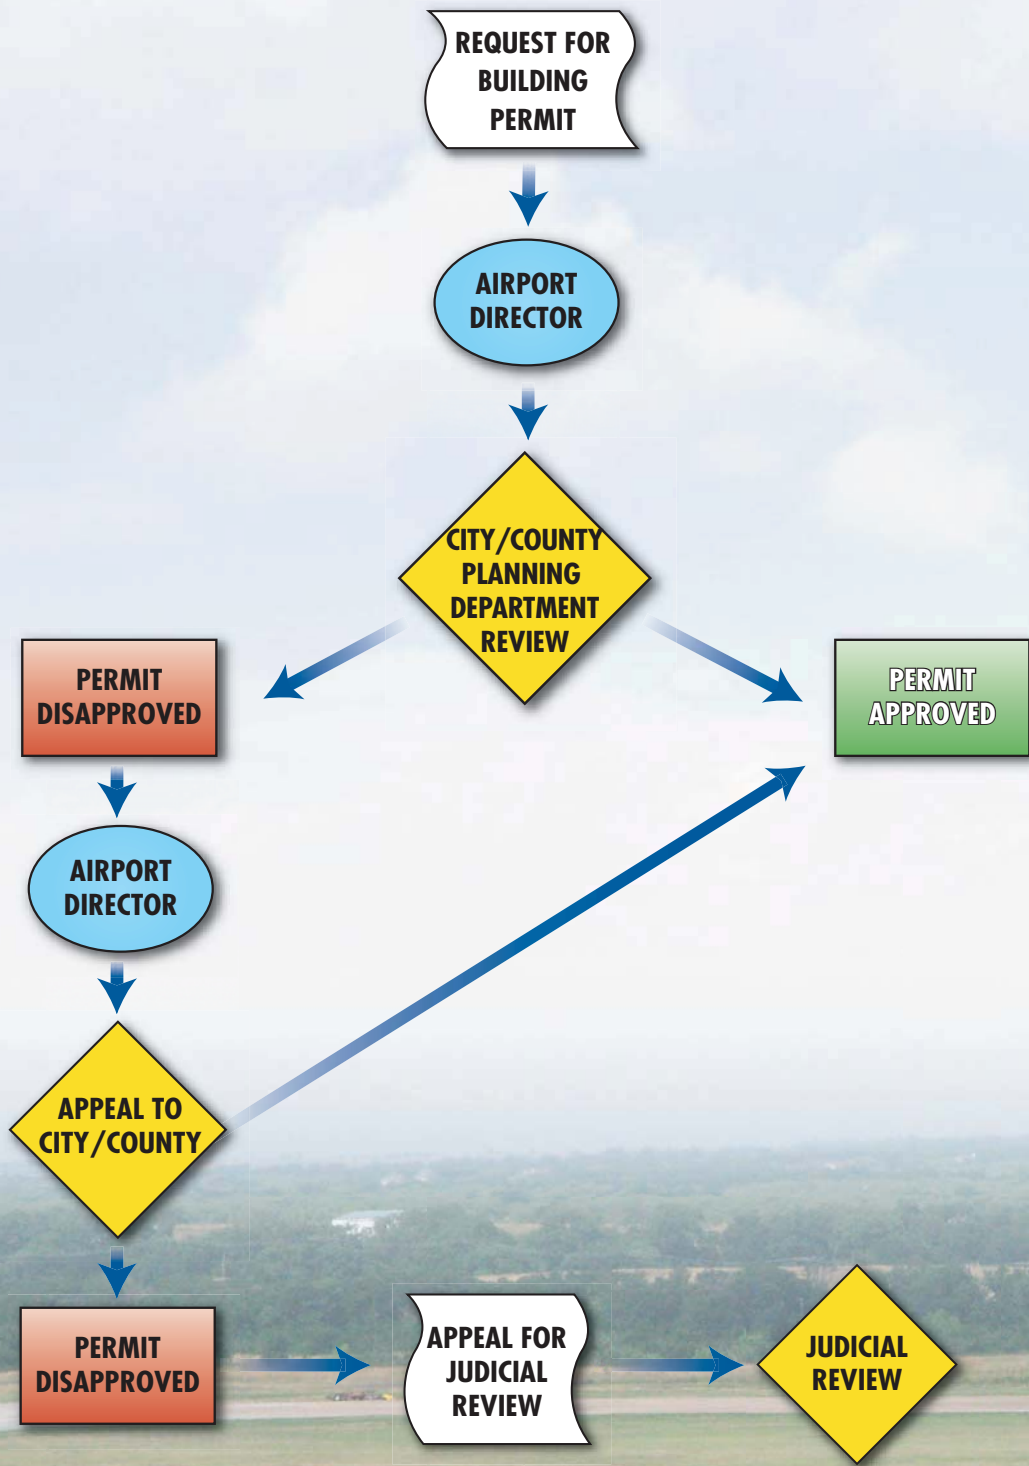 REQUEST FOR
BUILDING
PERMIT
AIRPORT
DIRECTOR
CITY/COUNTY
PLANNING
DEPARTMENT
REVIEW
PERMIT
DISAPPROVED
PERMIT
APPROVED
AIRPORT
DIRECTOR
APPEAL TO
CITY/COUNTY
PERMIT
DISAPPROVED
APPEAL FOR
JUDICIAL
REVIEW
JUDICIAL
REVIEW